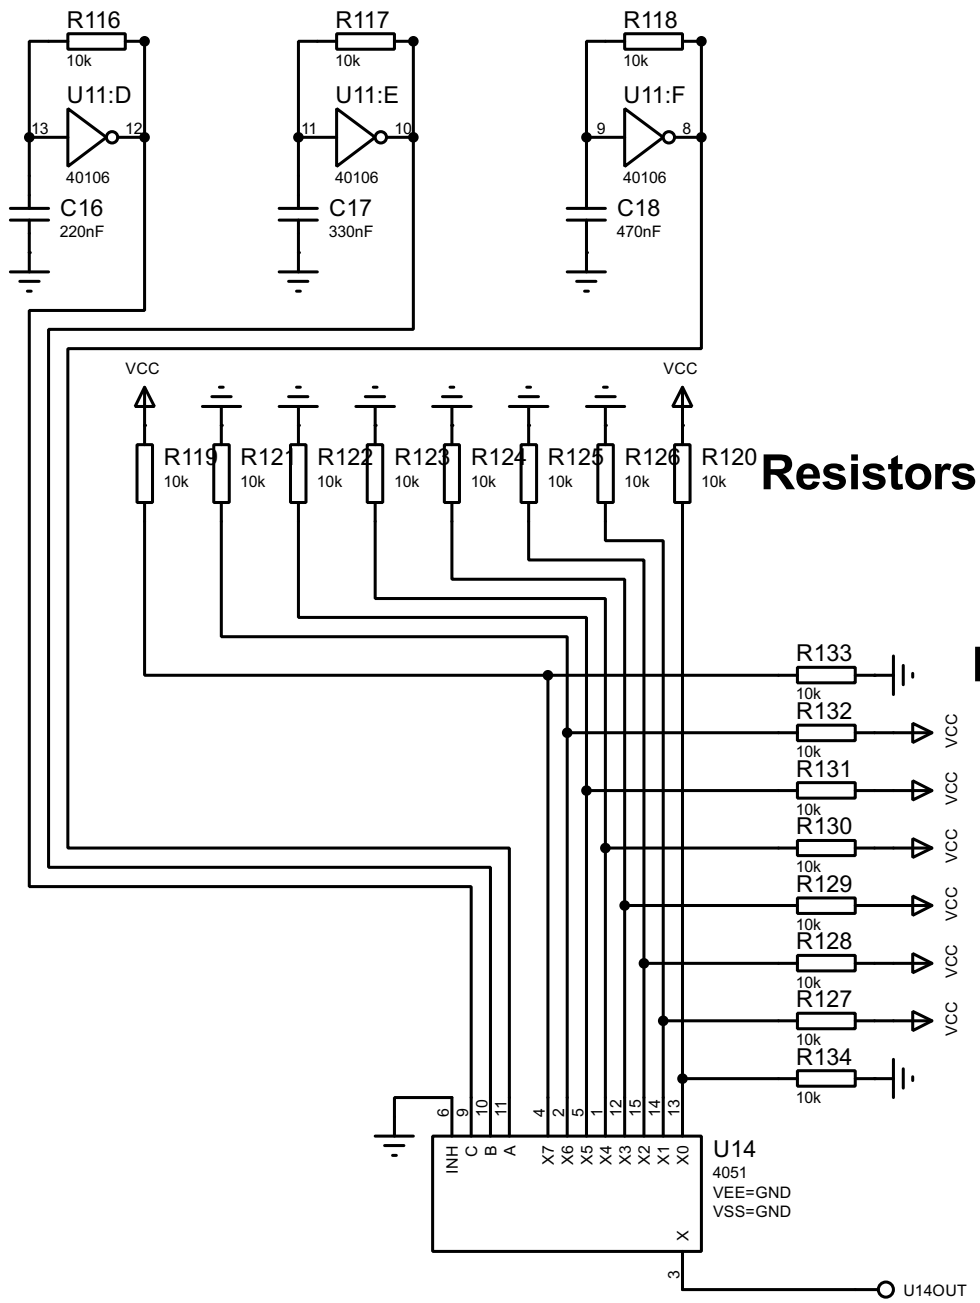 R116
10k
U11:D
13
12
40106
C16
220nF
R117
10k
U11:E
11
10
40106
C17
330nF
R118
10k
U11:F
9
8
40106
C18
470nF
VCC
VCC
R119
10k
R121
10k
R122
10k
R123
10k
R124
10k
R125
10k
R126
10k
R120
10k
Resistors
R133
10k
R132
10k
VCC
R131
10k
VCC
R130
10k
VCC
R129
10k
VCC
R128
10k
VCC
R127
10k
VCC
R134
10k
6
9
10
11
4
2
5
1
12
15
14
13
INH
C
B
A
X7
X6
X5
X4
X3
X2
X1
X0
U14
4051
VEE=GND
VSS=GND
X
3
U14OUT